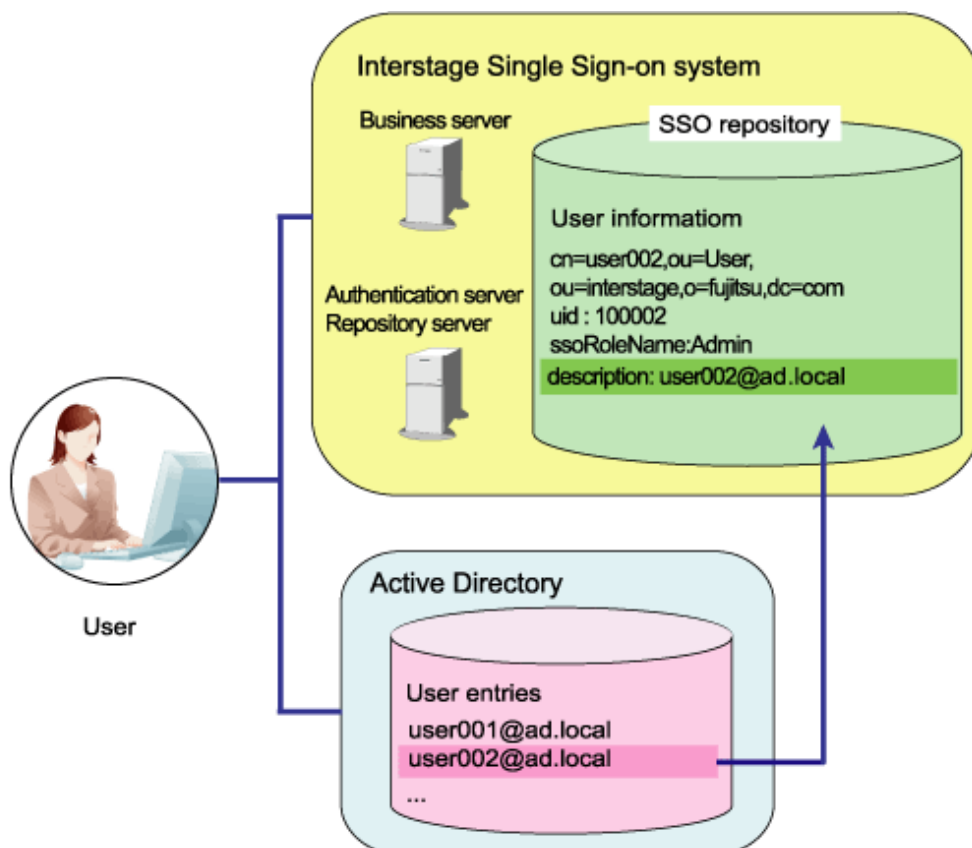 Interstage Single Sign-on system
Business server
SSO repository
User informatiom
cn=user002,ou=User,
ou=interstage,o=fujitsu,dc=com
uid : 100002
ssoRoleName:Admin
description: user002@ad.local
Authentication server
Repository server
User
Active Directory
User entries
user001@ad.local
user002@ad.local
...